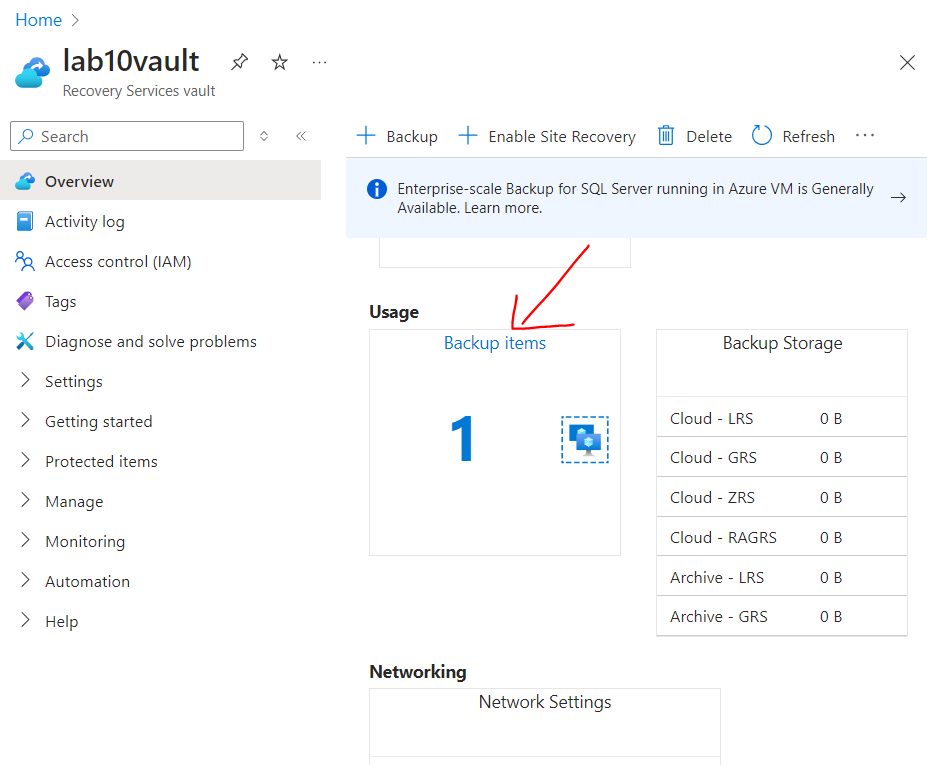 Home
lab10vault
Recovery Services vault
Search
Overview
Activity log
Access control (IAM)
Tags
Diagnose and solve problems
Settings
Getting started
Protected items
Manage
Monitoring
Automation
Help
Backup
Enable Site Recovery
Delete
Refresh
Enterprise-scale Backup for SQL Server running in Azure VM is Generally
Available. Learn more.
Usage
Backup items
1
Backup Storage
Cloud - LRS 0 B
Cloud - GRS 0 B
Cloud - ZRS 0 B
Cloud - RAGRS 0 B
Archive - LRS 0 B
Archive - GRS 0 B
Networking
Network Settings